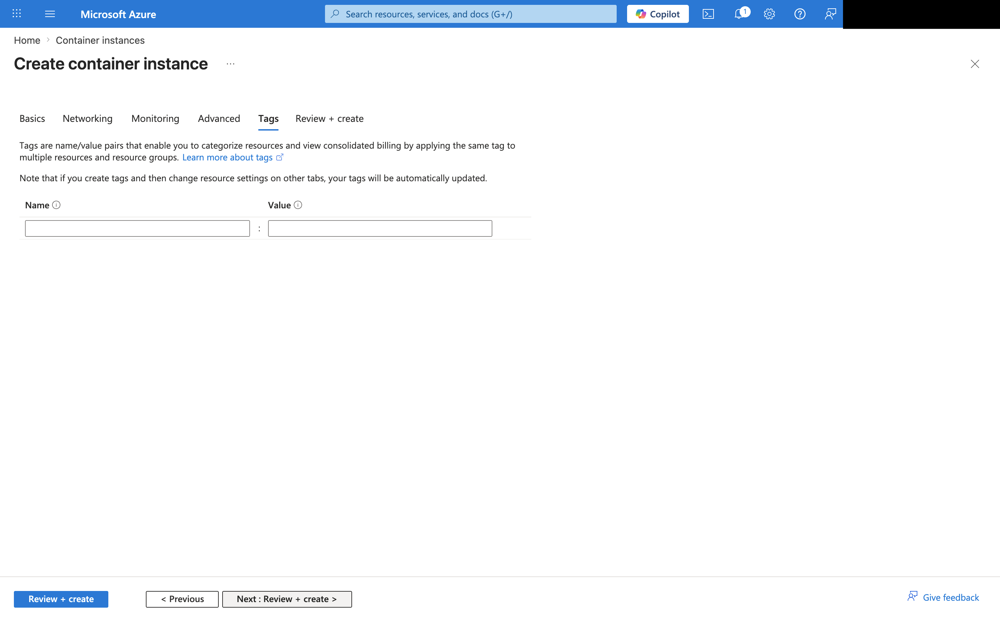 Microsoft Azure
Search resources, services, and docs (G+/)
Copilot
1
Home
Container instances
Create container instance
Basics
Networking
Monitoring
Advanced
Tags
Review + create
Tags are name/value pairs that enable you to categorize resources and view consolidated billing by applying the same tag to
multiple resources and resource groups. Learn more about tags
Note that if you create tags and then change resource settings on other tabs, your tags will be automatically updated.
Name
Value
:
Review + create
< Previous
Next : Review + create >
Give feedback